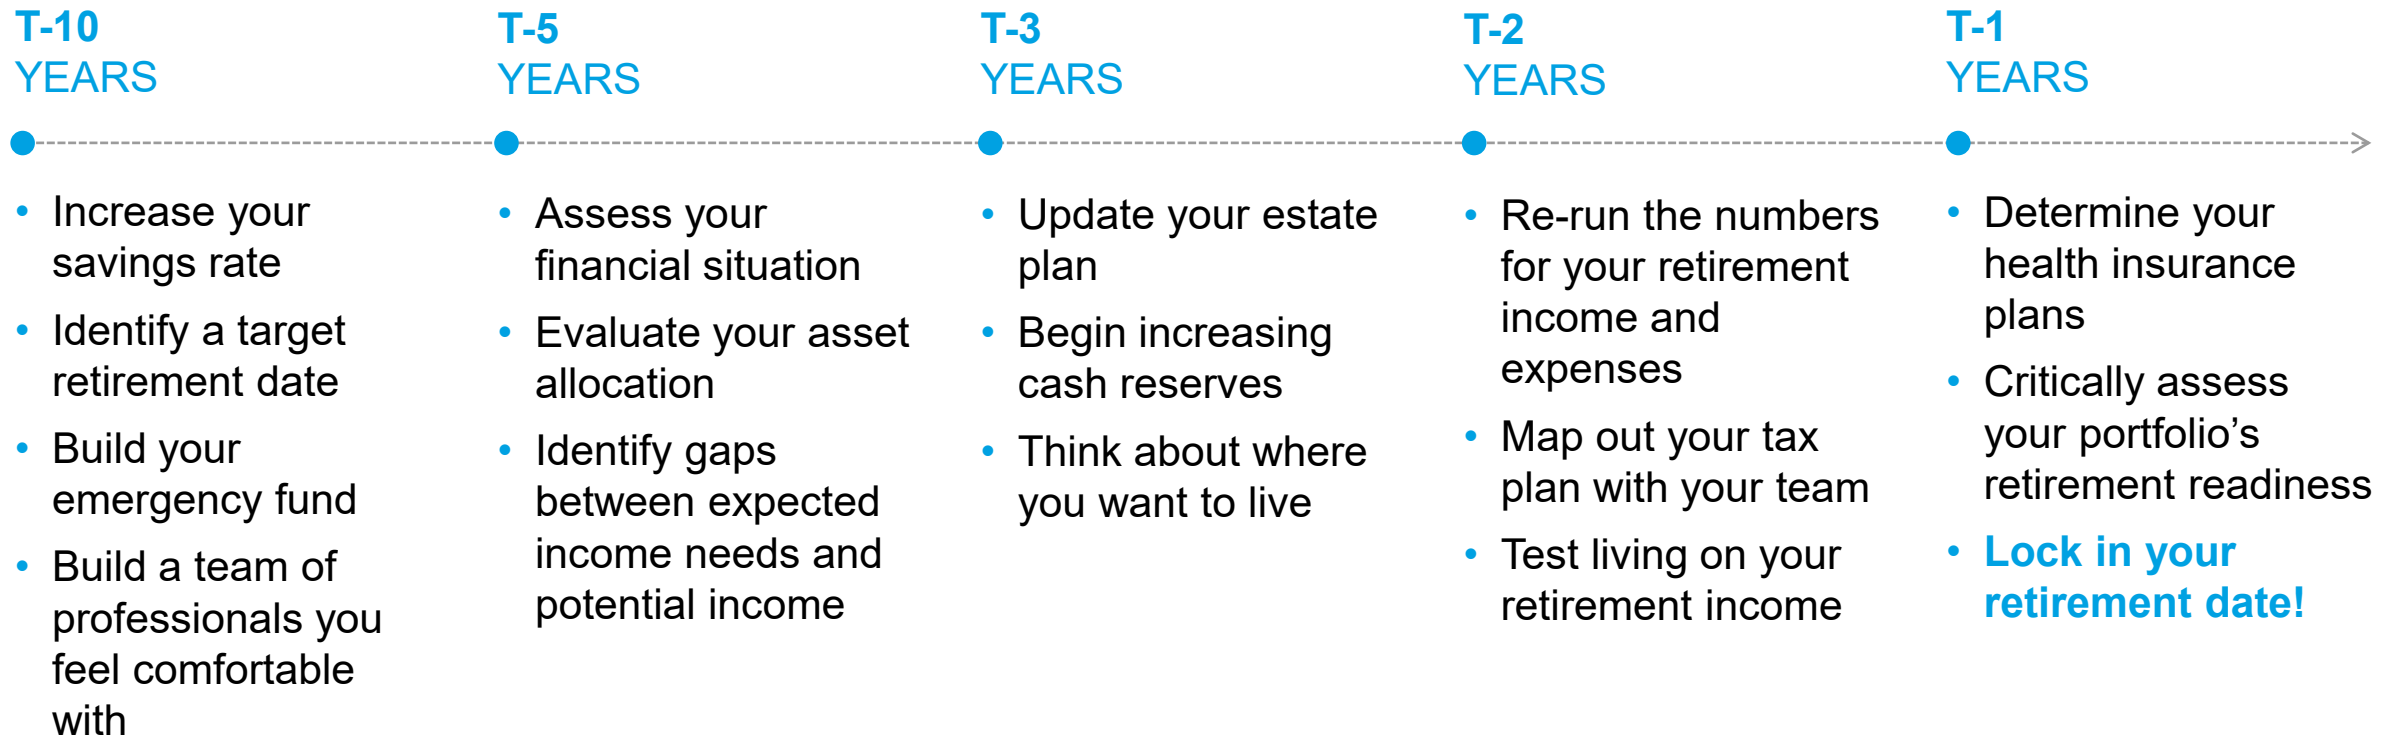 T-10
YEARS
• Increase your
savings rate
• Identify a target
retirement date
• Build your
emergency fund
• Build a team of
professionals you
feel comfortable
with
T-5
YEARS
• Assess your
financial situation
• Evaluate your asset
allocation
• Identify gaps
between expected
income needs and
potential income
T-3
YEARS
• Update your estate
plan
• Begin increasing
cash reserves
• Think about where
you want to live
T-2
YEARS
• Re-run the numbers
for your retirement
income and
expenses
• Map out your tax
plan with your team
• Test living on your
retirement income
T-1
YEARS
• Determine your
health insurance
plans
• Critically assess
your portfolio’s
retirement readiness
• Lock in your
retirement date!